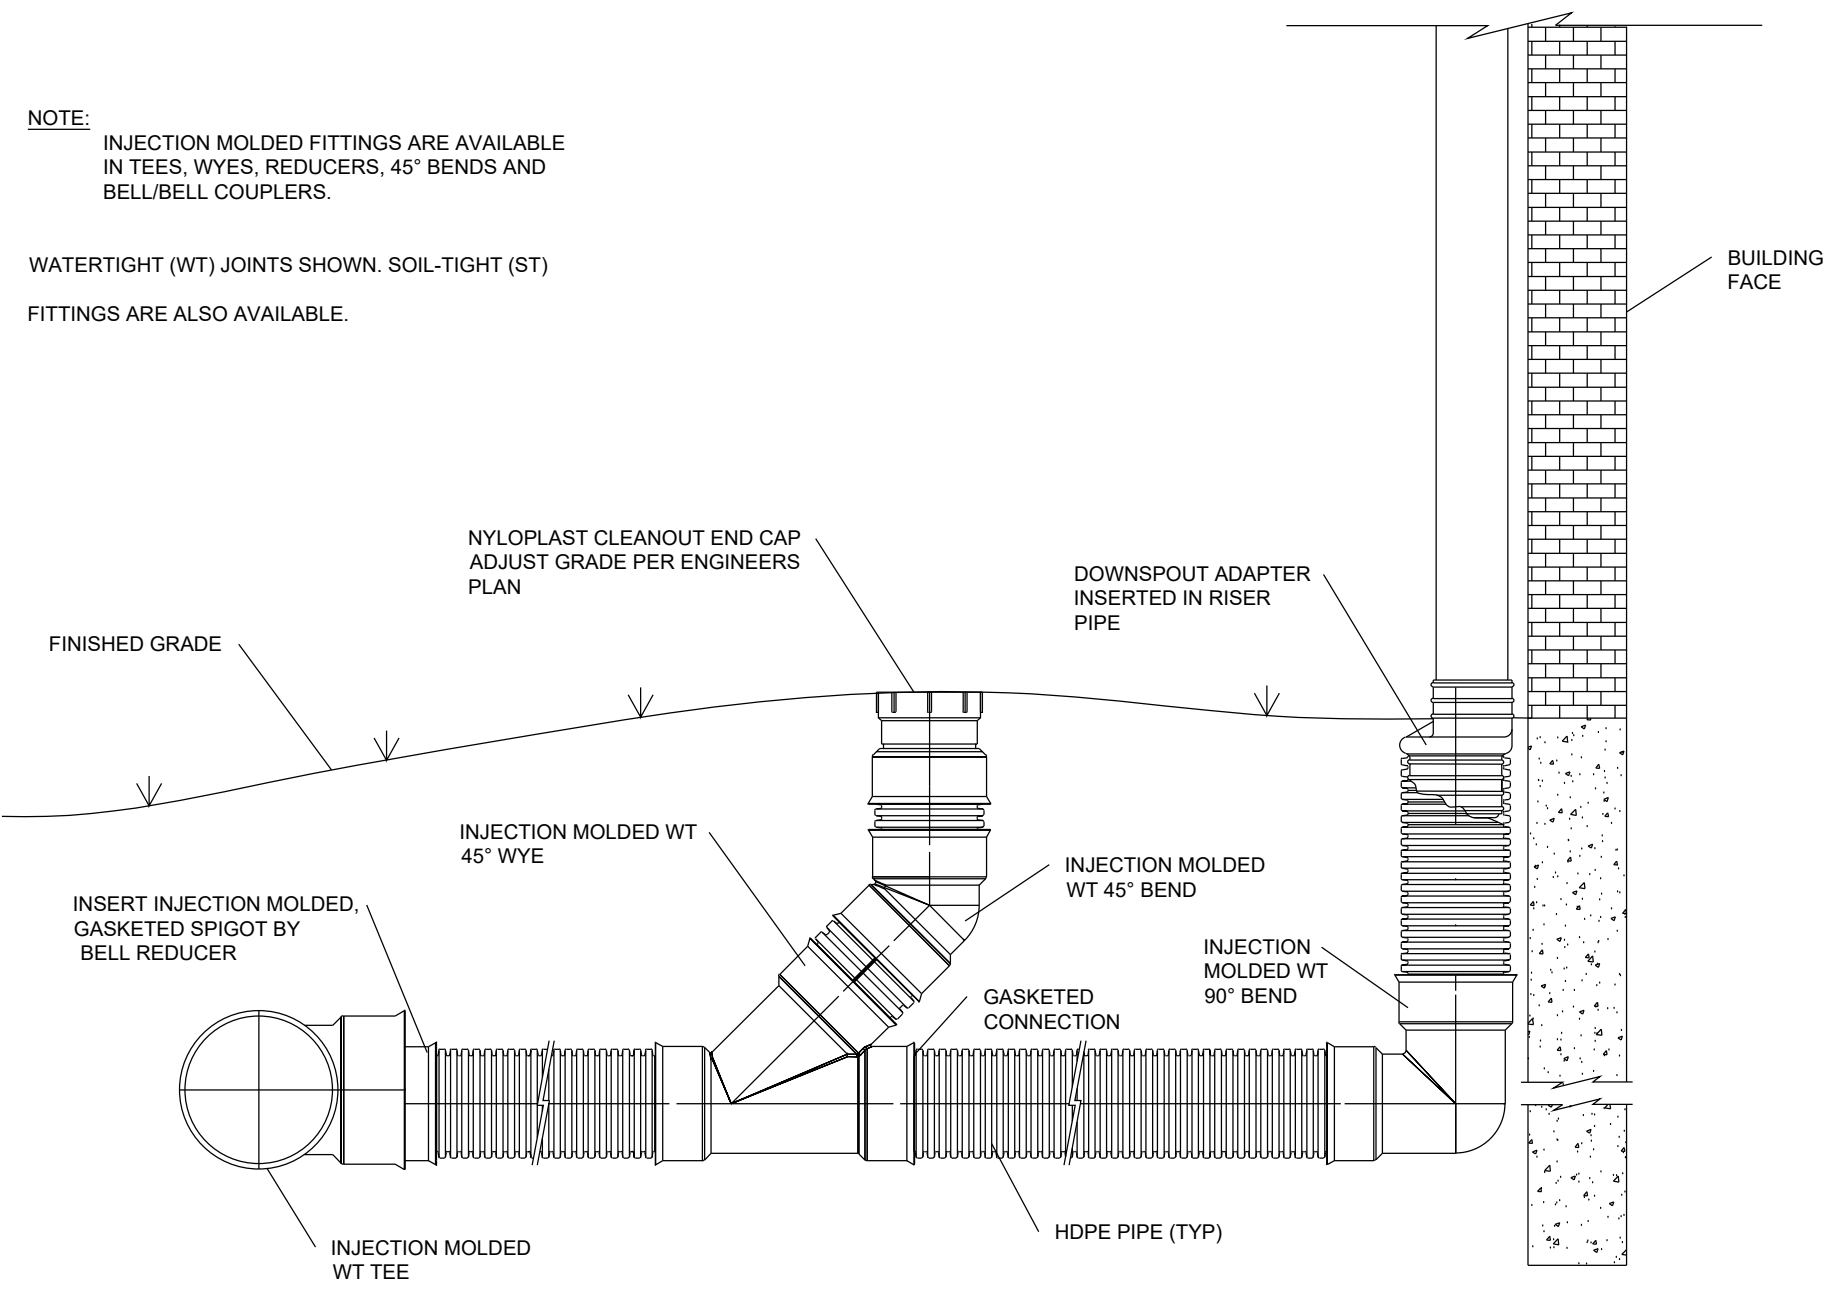 NOTE:
INJECTION MOLDED FITTINGS ARE AVAILABLE
IN TEES, WYES, REDUCERS, 45° BENDS AND
BELL/BELL COUPLERS.
WATERTIGHT (WT) JOINTS SHOWN. SOIL-TIGHT (ST)
FITTINGS ARE ALSO AVAILABLE.
BUILDING
FACE
NYLOPLAST CLEANOUT END CAP
ADJUST GRADE PER ENGINEERS
PLAN
DOWNSPOUT ADAPTER
INSERTED IN RISER
PIPE
FINISHED GRADE
INJECTION MOLDED WT
45° WYE
INJECTION MOLDED
WT 45° BEND
INSERT INJECTION MOLDED,
GASKETED SPIGOT BY
BELL REDUCER
INJECTION
MOLDED WT
90° BEND
GASKETED
CONNECTION
HDPE PIPE (TYP)
INJECTION MOLDED
WT TEE